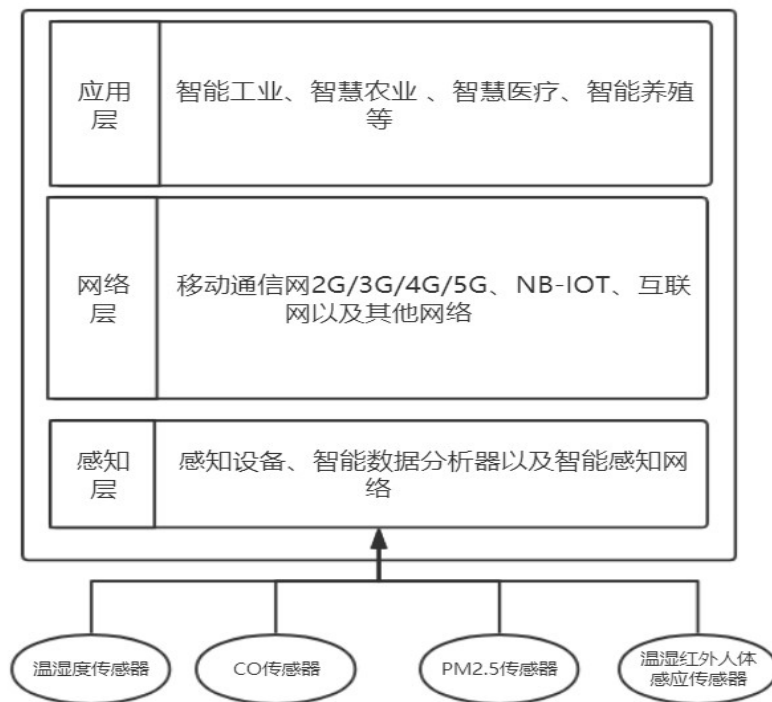 应用
层
智能工业、智慧农业 、智慧医疗、智能养殖
等
网络
层
移动通信网2G/3G/4G/5G、NB-IOT、互联
网以及其他网络
感知
层
感知设备、智能数据分析器以及智能感知网
络
温湿度传感器
CO传感器
PM2.5传感器
温湿红外人体
感应传感器